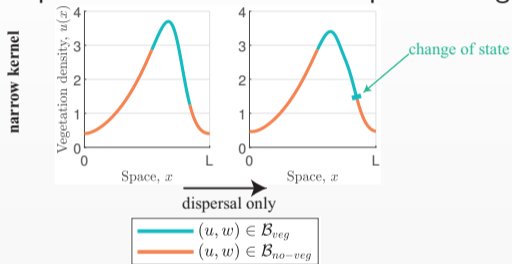 narrow kernel
Vegetation density, u(x)
4
3
2
1
0
0
L
Space, x
4
3
2
1
0
0
L
Space, x
change of state
dispersal only
(u, w) ∈ B_veg
(u, w) ∈ B_no−veg